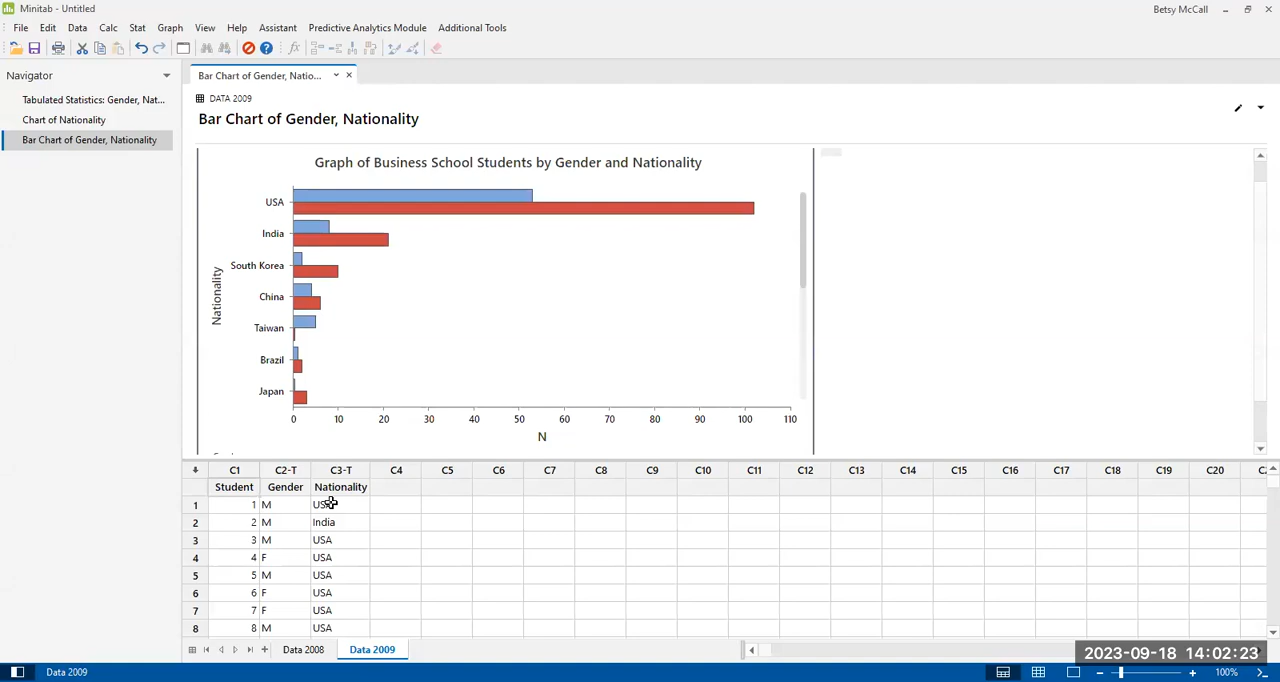 Minitab - Untitled
Betsy McCall
File Edit Data Calc Stat Graph View Help Assistant Predictive Analytics Module Additional Tools
Navigator
Bar Chart of Gender, Natio...
Tabulated Statistics: Gender, Nat...
Chart of Nationality
Bar Chart of Gender, Nationality
DATA 2009
Bar Chart of Gender, Nationality
Graph of Business School Students by Gender and Nationality
USA
India
South Korea
China
Taiwan
Brazil
Japan
Nationality
0 10 20 30 40 50 60 70 80 90 100 110
N
C1 C2-T C3-T C4 C5 C6 C7 C8 C9 C10 C11 C12 C13 C14 C15 C16 C17 C18 C19 C20
Student Gender Nationality
1 1 M USA
2 2 M India
3 3 M USA
4 4 F USA
5 5 M USA
6 6 F USA
7 7 F USA
8 8 M USA
Data 2008 Data 2009
2023-09-18 14:02:23
Data 2009
100%